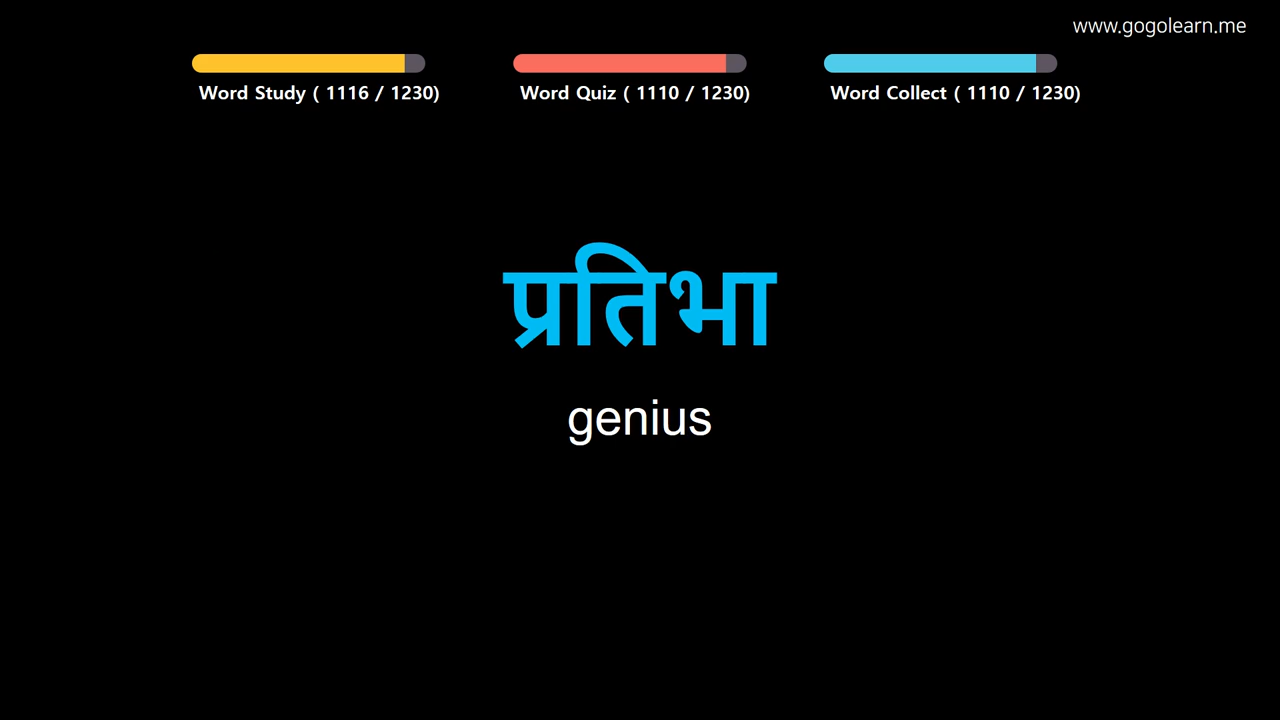 www.gogolearn.me
Word Study ( 1116 / 1230)
Word Quiz ( 1110 / 1230)
Word Collect ( 1110 / 1230)
प्रतिभा
genius